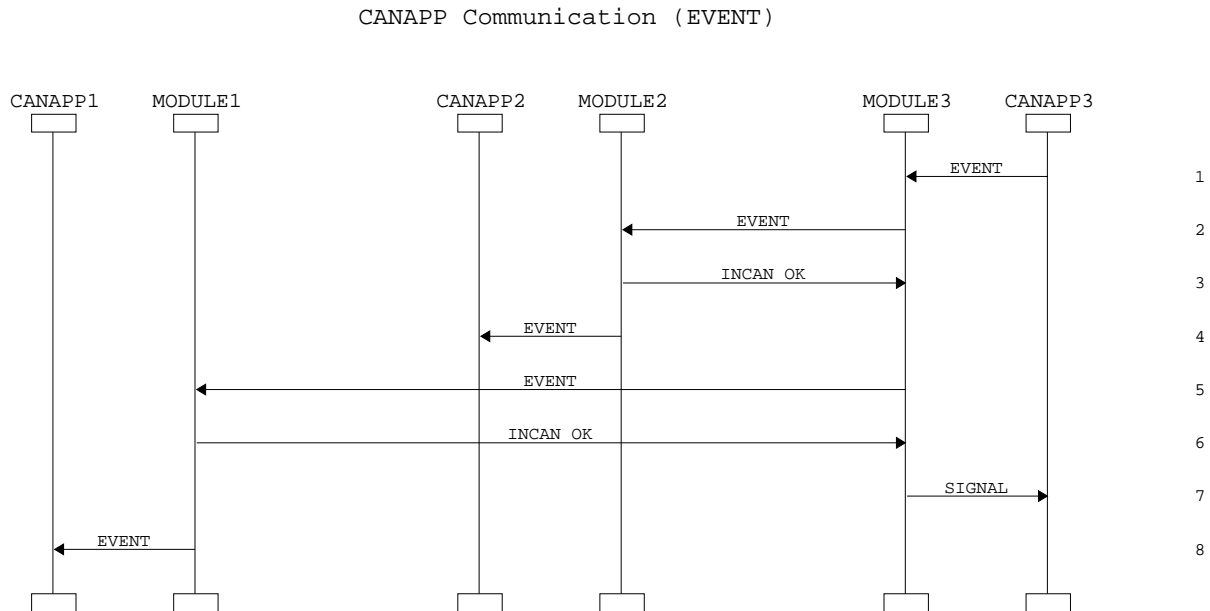 CANAPP Communication (EVENT)
CANAPP1 MODULE1 CANAPP2 MODULE2 MODULE3 CANAPP3
EVENT 1
EVENT 2
INCAN OK 3
EVENT 4
EVENT 5
INCAN OK 6
SIGNAL 7
EVENT 8